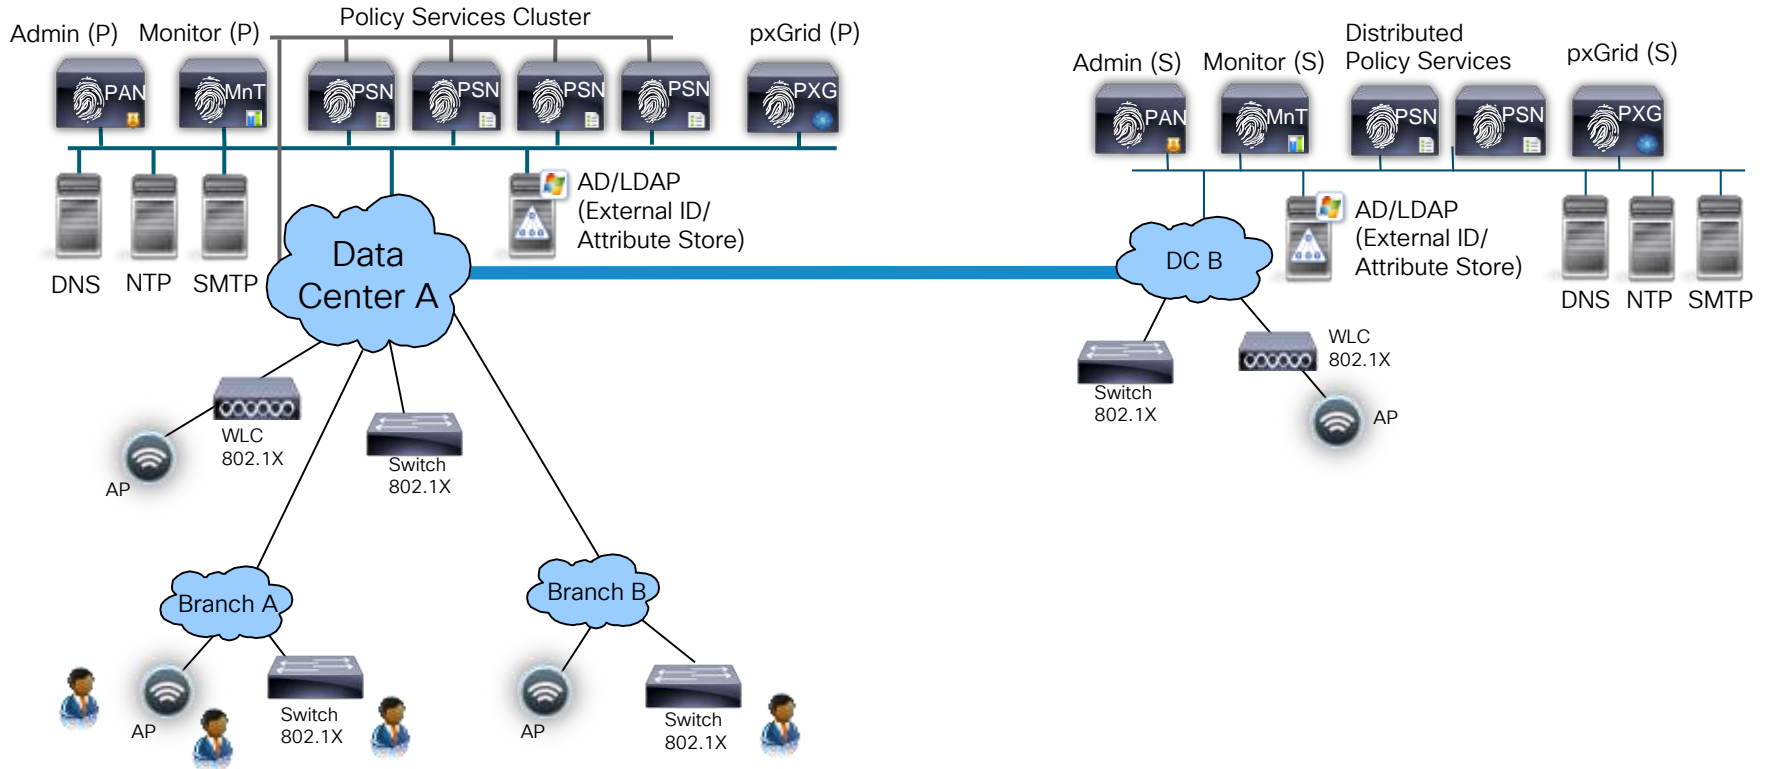 Policy Services Cluster
Admin (P)
Monitor (P)
pxGrid (P)
PAN
MnT
PSN
PSN
PSN
PSN
PXG
DNS
NTP
SMTP
AD/LDAP
(External ID/
Attribute Store)
Data
Center A
WLC
802.1X
AP
Switch
802.1X
Branch A
AP
Switch
802.1X
Branch B
AP
Switch
802.1X
Admin (S)
Monitor (S)
Distributed
Policy Services
pxGrid (S)
PAN
MnT
PSN
PSN
PXG
DC B
AD/LDAP
(External ID/
Attribute Store)
DNS
NTP
SMTP
Switch
802.1X
WLC
802.1X
AP